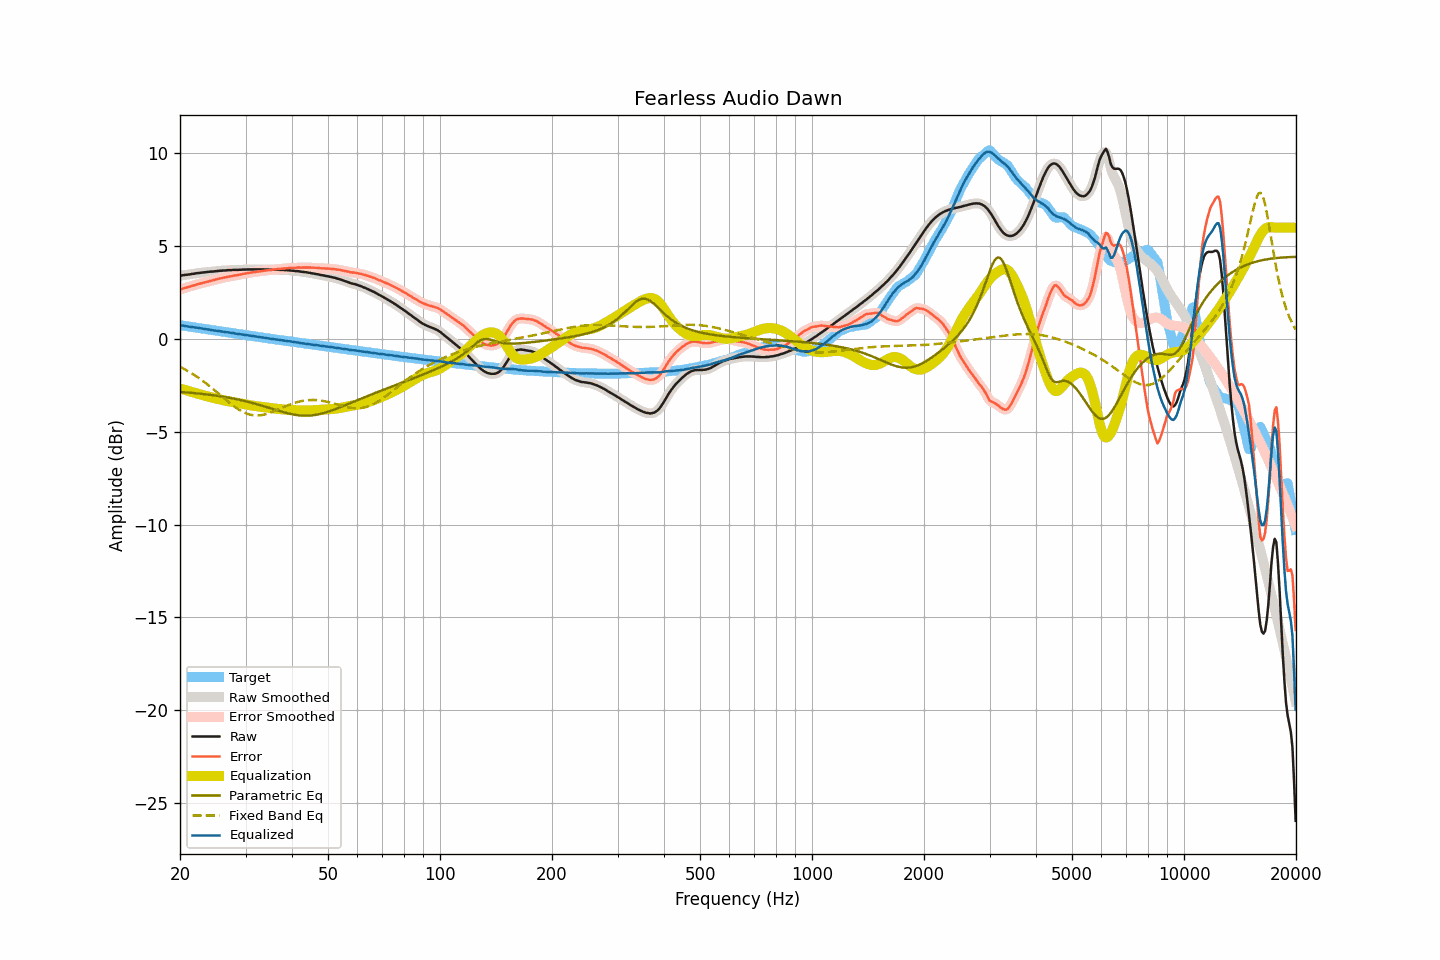 Fearless Audio Dawn
10
5
0
−5
−10
−15
−20
−25
Amplitude (dBr)
Target
Raw Smoothed
Error Smoothed
Raw
Error
Equalization
Parametric Eq
Fixed Band Eq
Equalized
20 50 100 200 500 1000 2000 5000 10000 20000
Frequency (Hz)